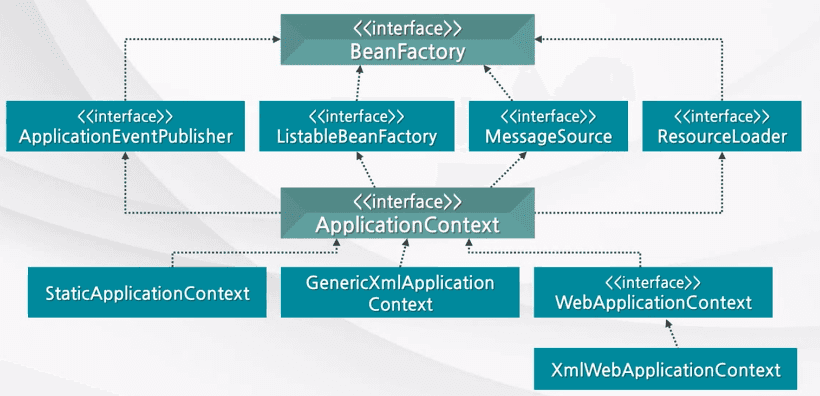 <<interface>>
BeanFactory
<<interface>>
ApplicationEventPublisher
<<interface>>
ListableBeanFactory
<<interface>>
MessageSource
<<interface>>
ResourceLoader
<<interface>>
ApplicationContext
StaticApplicationContext
GenericXmlApplication
Context
<<interface>>
WebApplicationContext
XmlWebApplicationContext